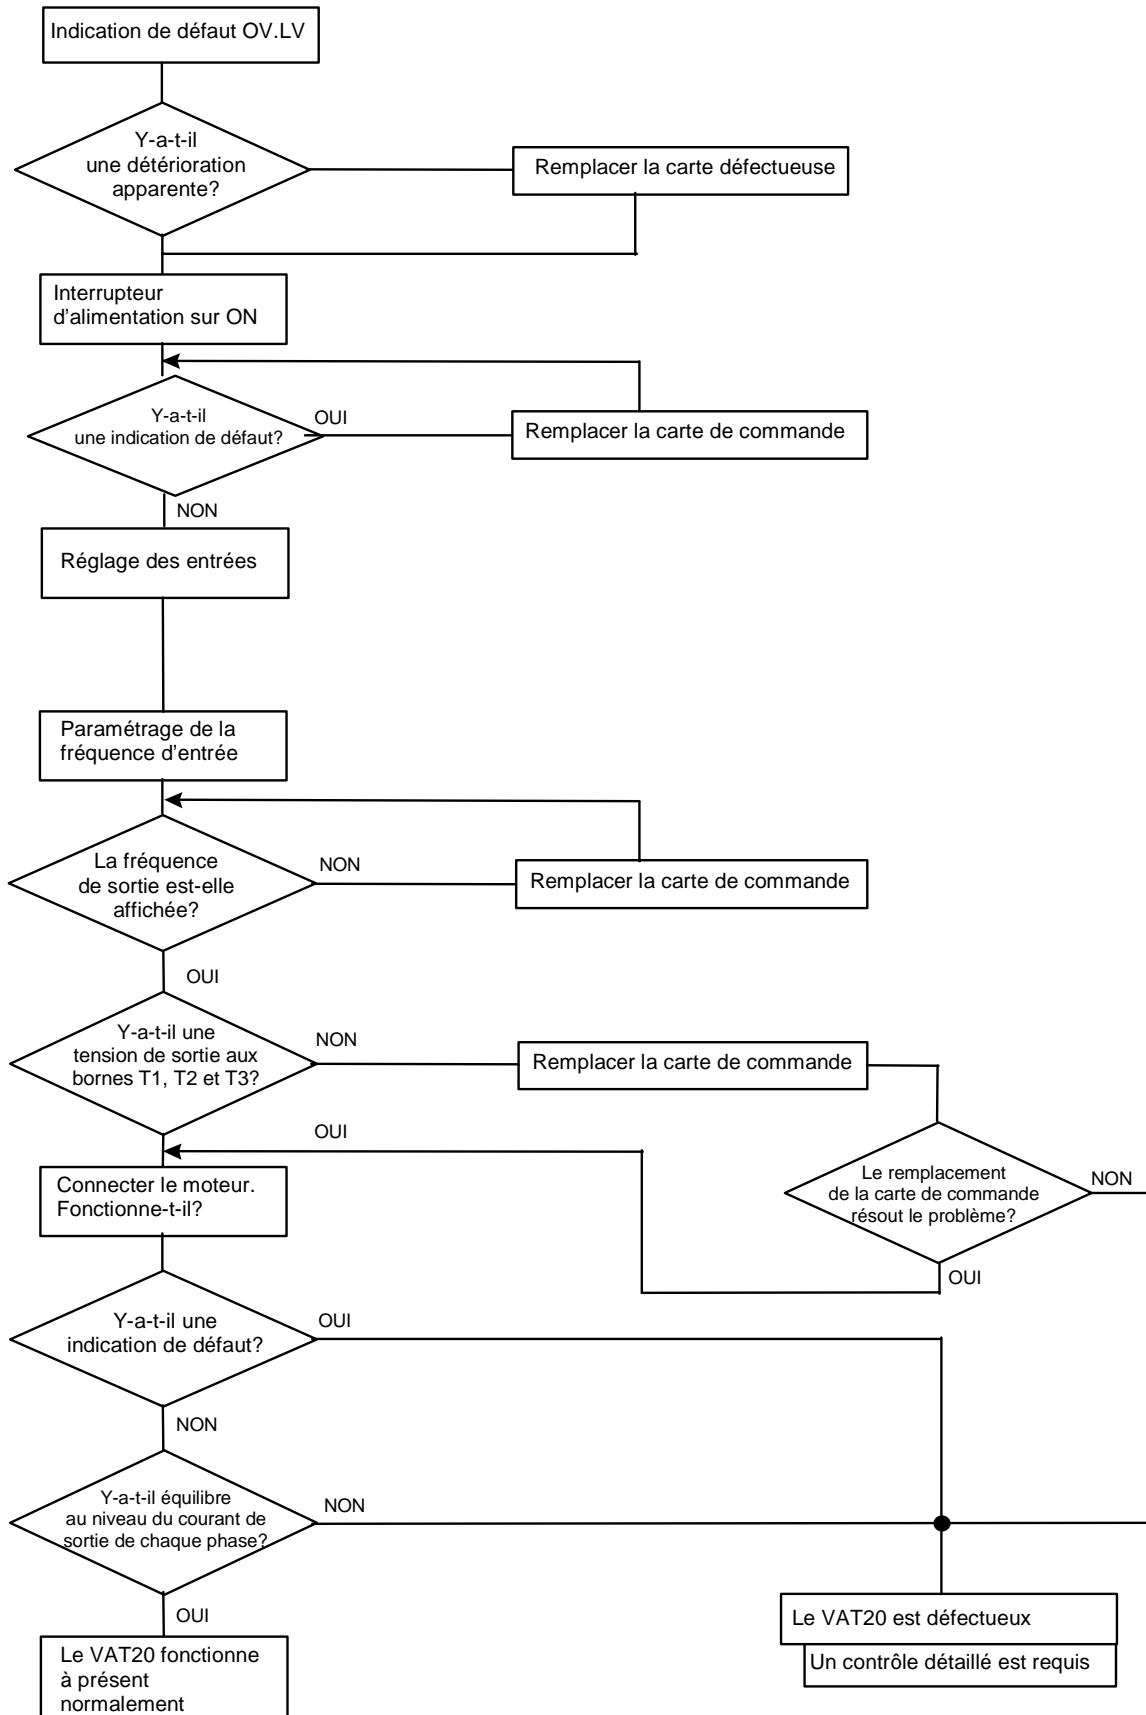 Indication de défaut OV.LV
Y-a-t-il
une détérioration
apparente?
Remplacer la carte défectueuse
Interrupteur
d'alimentation sur ON
Y-a-t-il
une indication de défaut?
OUI
Remplacer la carte de commande
NON
Réglage des entrées
Paramétrage de la
fréquence d'entrée
La fréquence
de sortie est-elle
affichée?
NON
Remplacer la carte de commande
OUI
Y-a-t-il une
tension de sortie aux
bornes T1, T2 et T3?
NON
Remplacer la carte de commande
OUI
Le remplacement
de la carte de commande
résout le problème?
NON
OUI
Connecter le moteur.
Fonctionne-t-il?
Y-a-t-il une
indication de défaut?
OUI
NON
Y-a-t-il équilibre
au niveau du courant de
sortie de chaque phase?
NON
OUI
Le VAT20 est défectueux
Un contrôle détaillé est requis
Le VAT20 fonctionne
à présent
normalement